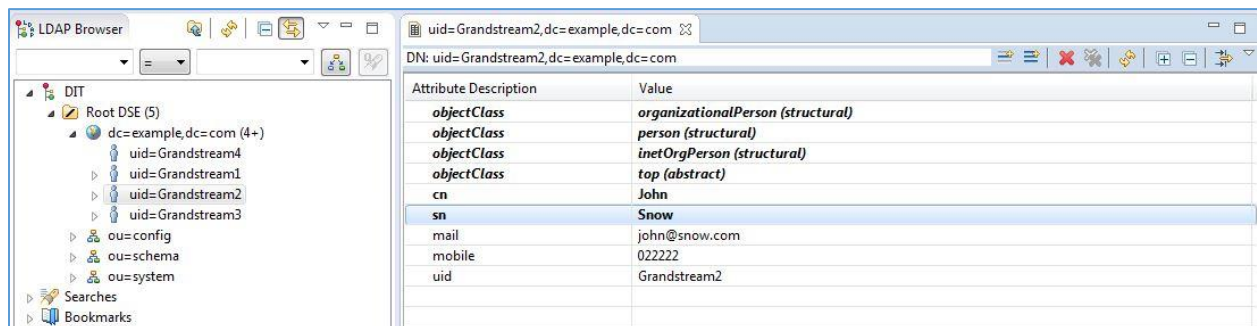 LDAP Browser
=
DIT
Root DSE (5)
dc=example,dc=com (4+)
uid=Grandstream4
uid=Grandstream1
uid=Grandstream2
uid=Grandstream3
ou=config
ou=schema
ou=system
Searches
Bookmarks
uid=Grandstream2,dc=example,dc=com
DN: uid=Grandstream2,dc=example,dc=com
Attribute Description Value
objectClass organizationalPerson (structural)
objectClass person (structural)
objectClass inetOrgPerson (structural)
objectClass top (abstract)
cn John
sn Snow
mail john@snow.com
mobile 022222
uid Grandstream2